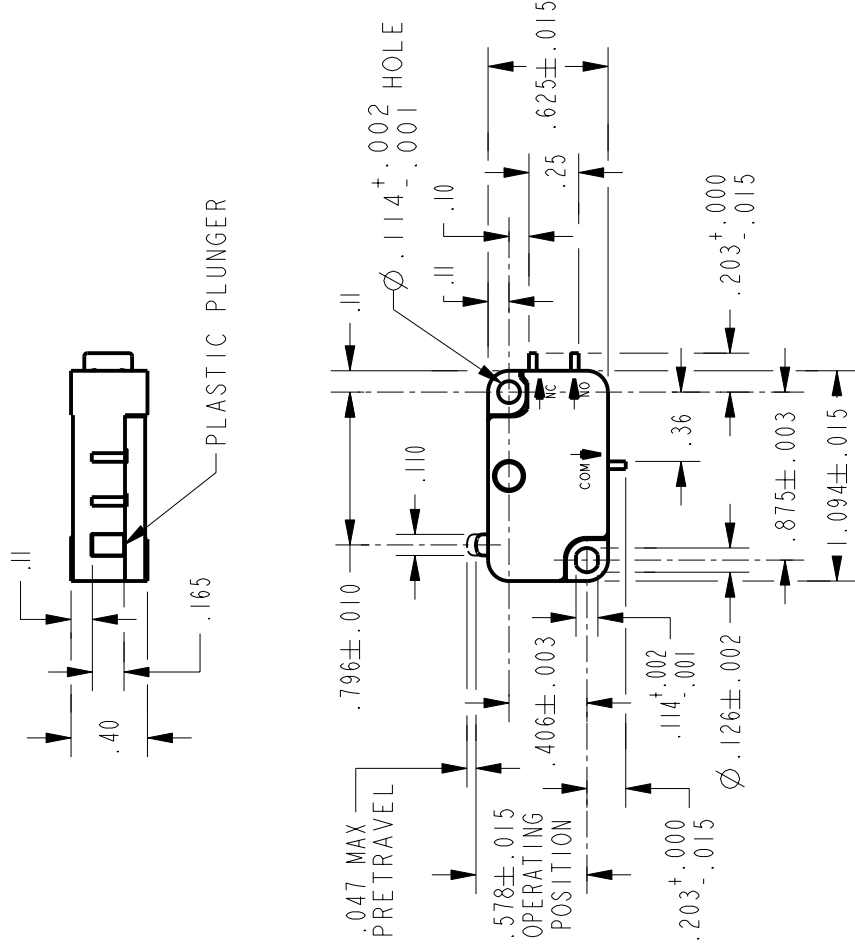 .11
.165
.40
PLASTIC PLUNGER
.11
.796±.010
.110
.11
.10
Ø.114 +.002 -.001 HOLE
.625±.015
.25
NC
NO
COM
.203 +.000 -.015
.36
.875±.003
1.094±.015
.047 MAX
PRETRAVEL
.578±.015
OPERATING
POSITION
.406±.003
.114 +.002 -.001
Ø.126±.002
.203 +.000 -.015